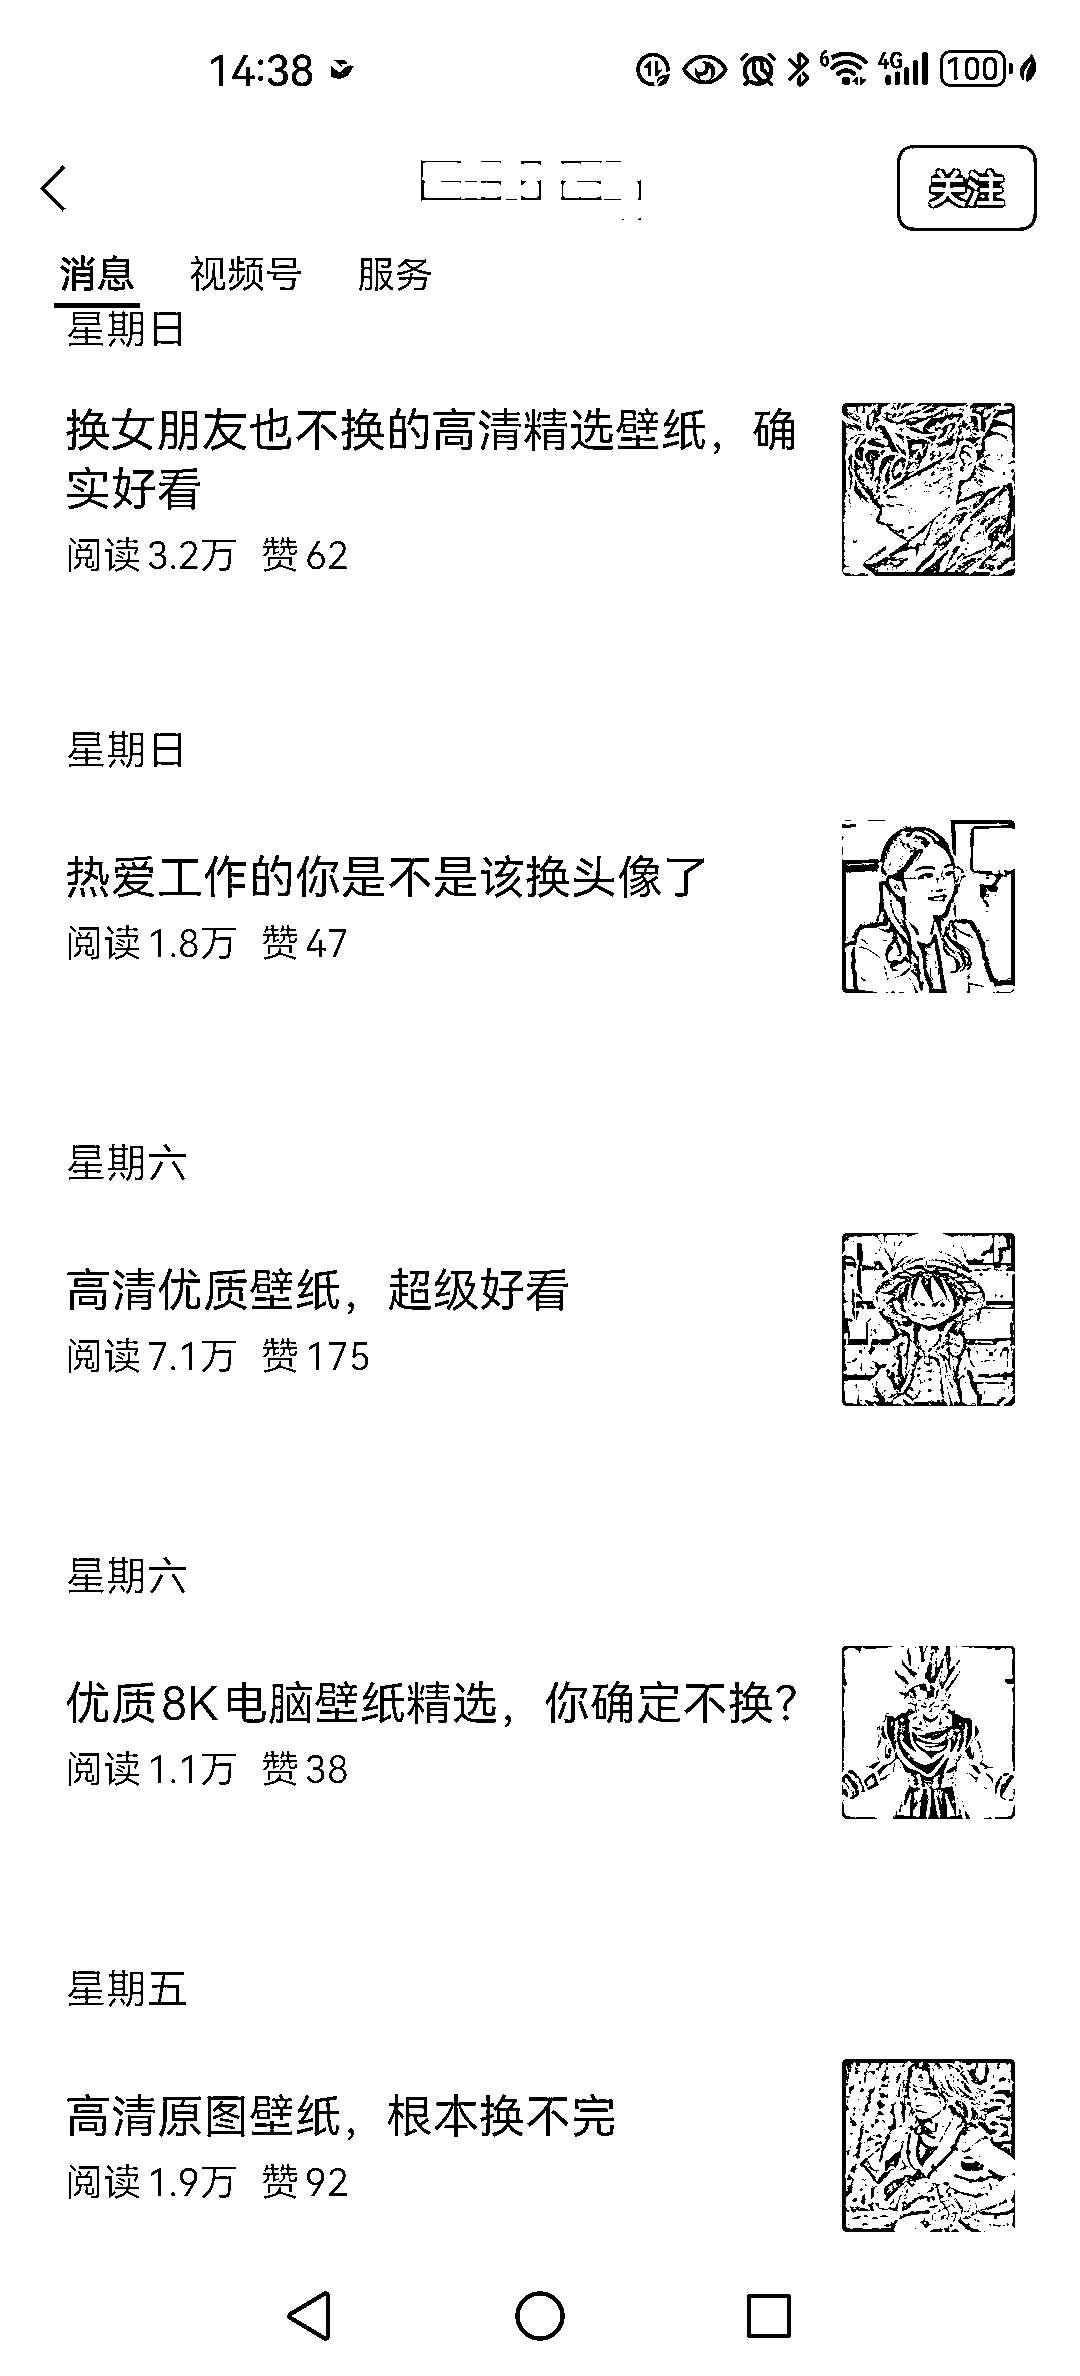 14:38
6 4G 100
关注
消息 视频号 服务
星期日
换女朋友也不换的高清精选壁纸，确
实好看
阅读 3.2万 赞 62
星期日
热爱工作的你是不是该换头像了
阅读 1.8万 赞 47
星期六
高清优质壁纸，超级好看
阅读 7.1万 赞 175
星期六
优质8K电脑壁纸精选，你确定不换？
阅读 1.1万 赞 38
星期五
高清原图壁纸，根本换不完
阅读 1.9万 赞 92